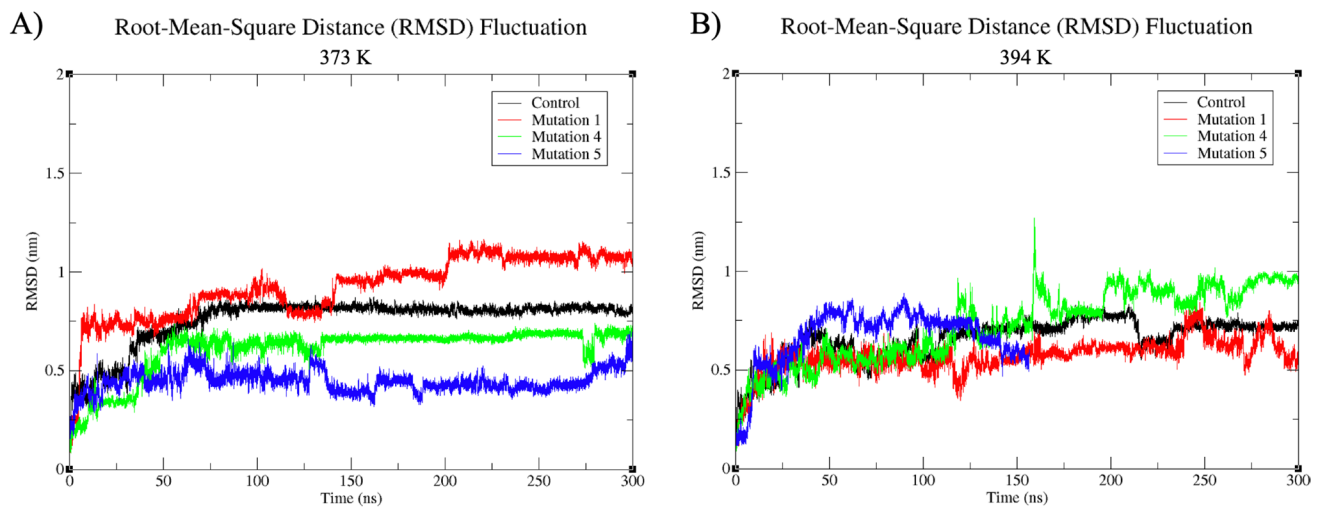 A)
Root-Mean-Square Distance (RMSD) Fluctuation
373 K
2
1.5
1
0.5
0
RMSD (nm)
Control
Mutation 1
Mutation 4
Mutation 5
0 50 100 150 200 250 300
Time (ns)
B)
Root-Mean-Square Distance (RMSD) Fluctuation
394 K
2
1.5
1
0.5
0
RMSD (nm)
Control
Mutation 1
Mutation 4
Mutation 5
0 50 100 150 200 250 300
Time (ns)